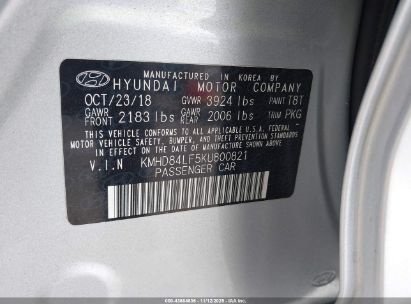 MANUFACTURED IN KOREA BY
HYUNDAI MOTOR COMPANY
OCT/23/18 GVWR 3924 lbs PAINT T8T
GAWR FRONT 2183 lbs GAWR REAR 2006 lbs TRIM PKG
THIS VEHICLE CONFORMS TO ALL APPLICABLE U.S. FEDERAL
MOTOR VEHICLE SAFETY, BUMPER, AND THEFT PREVENTION STANDARDS
IN EFFECT ON THE DATE OF MANUFACTURE SHOWN ABOVE.
V.I.N KMHD84LF5KU800821
PASSENGER CAR